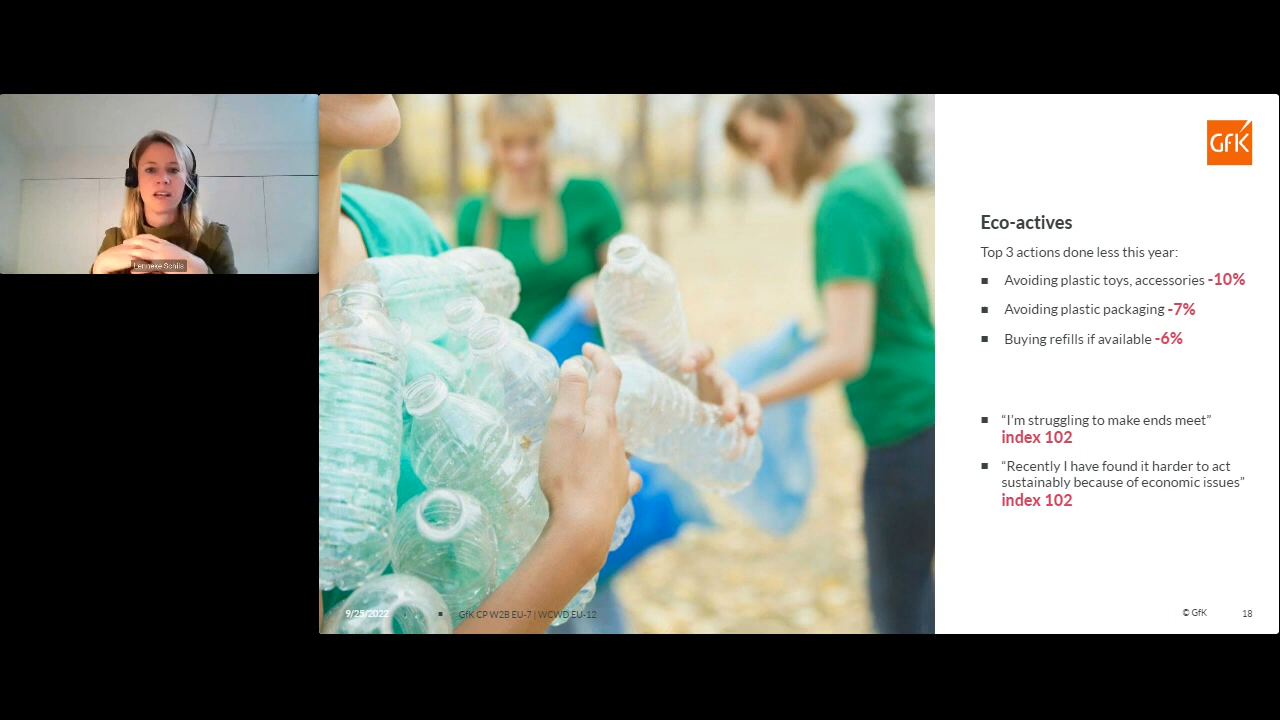 Lenneke Schils
GfK
Eco-actives
Top 3 actions done less this year:
▪ Avoiding plastic toys, accessories -10%
▪ Avoiding plastic packaging -7%
▪ Buying refills if available -6%
▪ “I’m struggling to make ends meet”
index 102
▪ “Recently I have found it harder to act
sustainably because of economic issues”
index 102
9/25/2022
▪ GfK CP W2B EU-7 | WCWD EU-12
© GfK
18